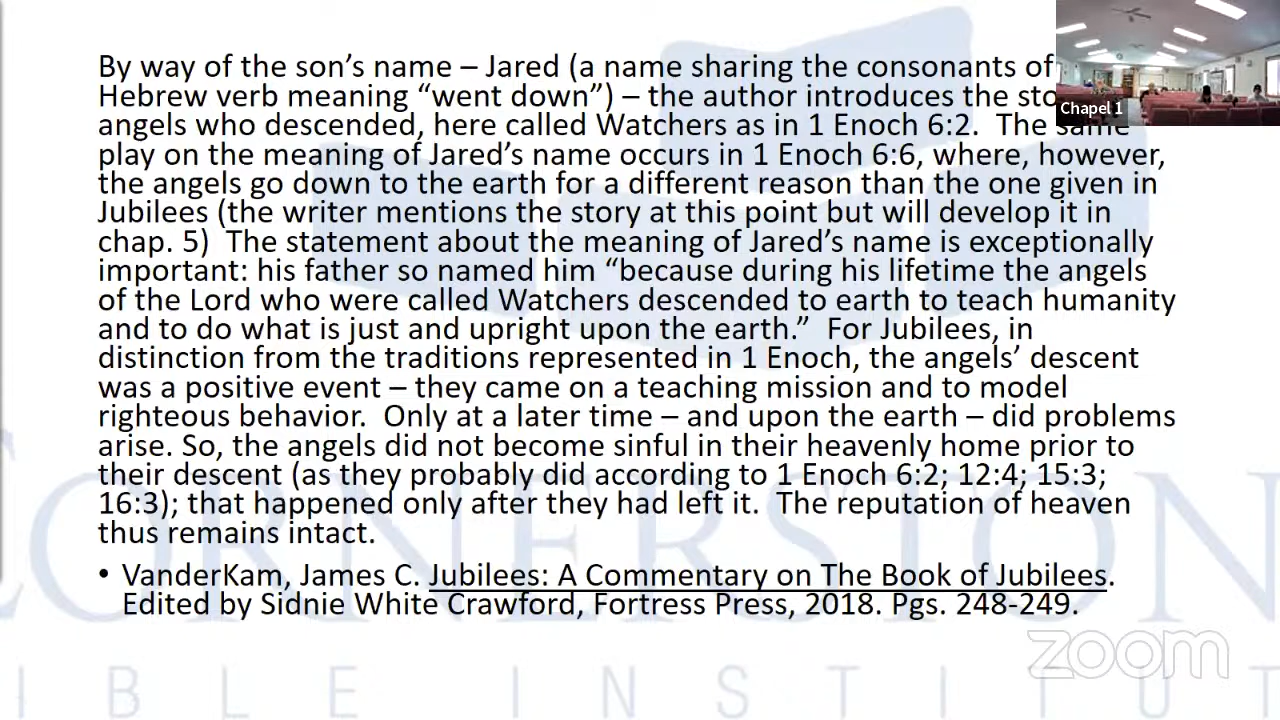 By way of the son’s name – Jared (a name sharing the consonants of
Hebrew verb meaning “went down”) – the author introduces the
angels who descended, here called Watchers as in 1 Enoch 6:2.  The same
play on the meaning of Jared’s name occurs in 1 Enoch 6:6, where, however,
the angels go down to the earth for a different reason than the one given in
Jubilees (the writer mentions the story at this point but will develop it in
chap. 5)  The statement about the meaning of Jared’s name is exceptionally
important: his father so named him “because during his lifetime the angels
of the Lord who were called Watchers descended to earth to teach humanity
and to do what is just and upright upon the earth.”  For Jubilees, in
distinction from the traditions represented in 1 Enoch, the angels’ descent
was a positive event – they came on a teaching mission and to model
righteous behavior.  Only at a later time – and upon the earth – did problems
arise. So, the angels did not become sinful in their heavenly home prior to
their descent (as they probably did according to 1 Enoch 6:2; 12:4; 15:3;
16:3); that happened only after they had left it.  The reputation of heaven
thus remains intact.
• VanderKam, James C. Jubilees: A Commentary on The Book of Jubilees.
Edited by Sidnie White Crawford, Fortress Press, 2018. Pgs. 248-249.
Chapel 1
CORNERSTON
IBLE INSTITUT
zoom